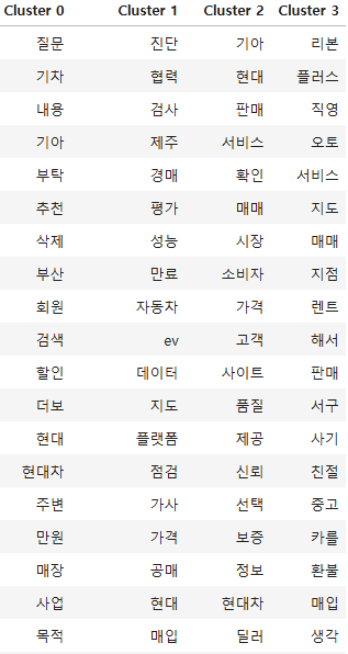 Cluster 0 Cluster 1 Cluster 2 Cluster 3
질문 진단 기아 리본
기차 협력 현대 플러스
내용 검사 판매 직영
기아 제주 서비스 오토
부탁 경매 확인 서비스
추천 평가 매매 지도
삭제 성능 시장 매매
부산 만료 소비자 지점
회원 자동차 가격 렌트
검색 ev 고객 해서
할인 데이터 사이트 판매
더보 지도 품질 서구
현대 플랫폼 제공 사기
현대차 점검 신뢰 친절
주변 가사 선택 중고
만원 가격 보증 카를
매장 공매 정보 환불
사업 현대 현대차 매입
목적 매입 딜러 생각